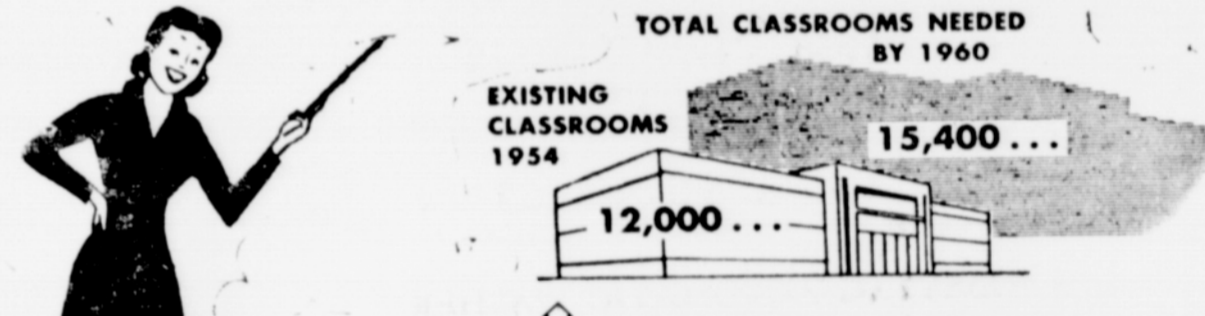 TOTAL CLASSROOMS NEEDED
BY 1960
EXISTING
CLASSROOMS
1954
15,400...
12,000...